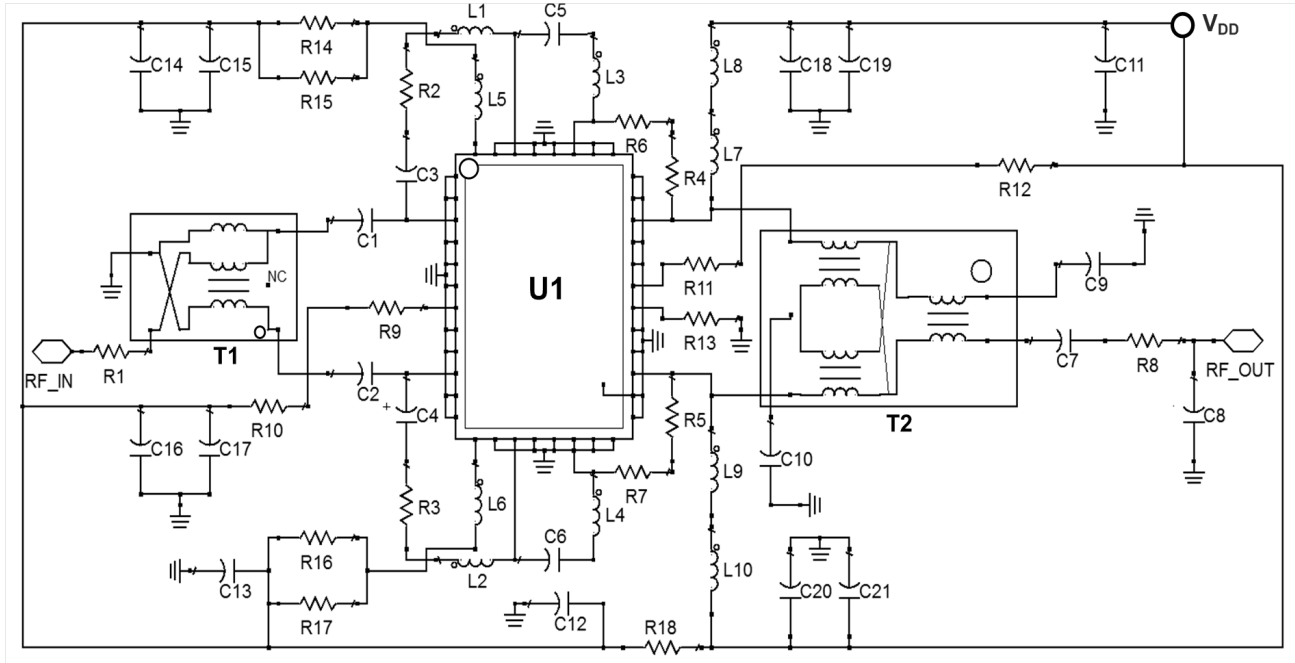 L1
C5
V_DD
R14
L8
C14
C15
R2
L3
C18
C19
C11
R15
L5
R6
L7
C3
R4
R12
C1
NC
U1
R11
C9
R9
R13
T1
R1
RF_IN
C2
C7
R8
RF_OUT
+
C4
R5
C8
R10
T2
C16
C17
C10
L9
R3
L6
R7
L4
C6
R16
L2
L10
C13
C20
C21
R17
C12
R18